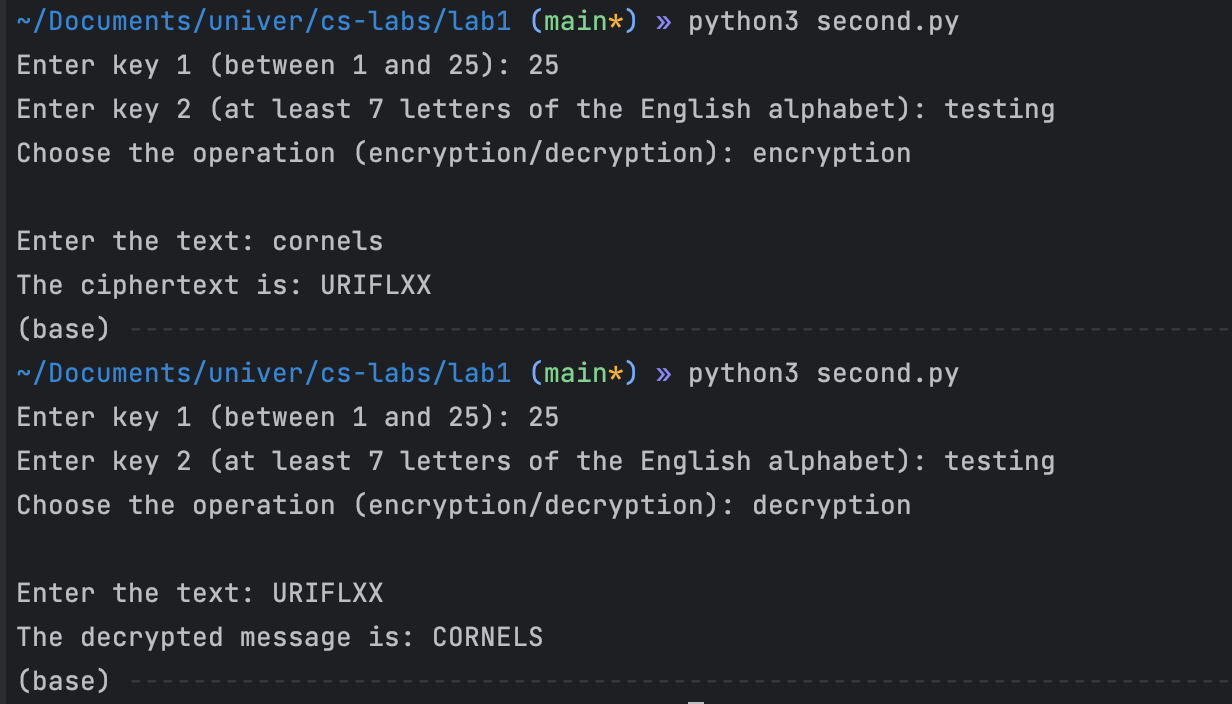 ~/Documents/univer/cs-labs/lab1 (main*) » python3 second.py
Enter key 1 (between 1 and 25): 25
Enter key 2 (at least 7 letters of the English alphabet): testing
Choose the operation (encryption/decryption): encryption
Enter the text: cornels
The ciphertext is: URIFLXX
(base)
~/Documents/univer/cs-labs/lab1 (main*) » python3 second.py
Enter key 1 (between 1 and 25): 25
Enter key 2 (at least 7 letters of the English alphabet): testing
Choose the operation (encryption/decryption): decryption
Enter the text: URIFLXX
The decrypted message is: CORNELS
(base)